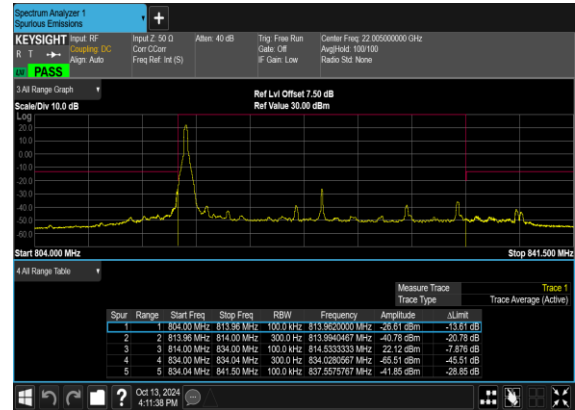 Spectrum Analyzer 1
Spurious Emissions
KEYSIGHT Input: RF Input Z: 50 Ω Atten: 40 dB Trig: Free Run Center Freq: 22.005000000 GHz
R T Coupling: DC Corr CCorr Gate: Off Avg|Hold: 100/100
Align: Auto Freq Ref: Int (S) IF Gain: Low Radio Std: None
PASS
3 All Range Graph
Ref Lvl Offset 7.50 dB
Scale/Div 10.0 dB Ref Value 30.00 dBm
Log
20.0
10.0
0.00
-10.0
-20.0
-30.0
-40.0
-50.0
-60.0
Start 804.000 MHz Stop 841.500 MHz
4 All Range Table
Measure Trace Trace 1
Trace Type Trace Average (Active)
Spur Range Start Freq Stop Freq RBW Frequency Amplitude ΔLimit
1 1 804.00 MHz 813.96 MHz 100.0 kHz 813.9620000 MHz -26.61 dBm -13.61 dB
2 2 813.96 MHz 814.00 MHz 300.0 Hz 813.9940467 MHz -40.78 dBm -20.78 dB
3 3 814.00 MHz 834.00 MHz 100.0 kHz 814.5333333 MHz 22.12 dBm -7.876 dB
4 4 834.00 MHz 834.04 MHz 300.0 Hz 834.0280567 MHz -65.51 dBm -45.51 dB
5 5 834.04 MHz 841.50 MHz 100.0 kHz 837.5575767 MHz -41.85 dBm -28.85 dB
Oct 13, 2024
4:11:38 PM